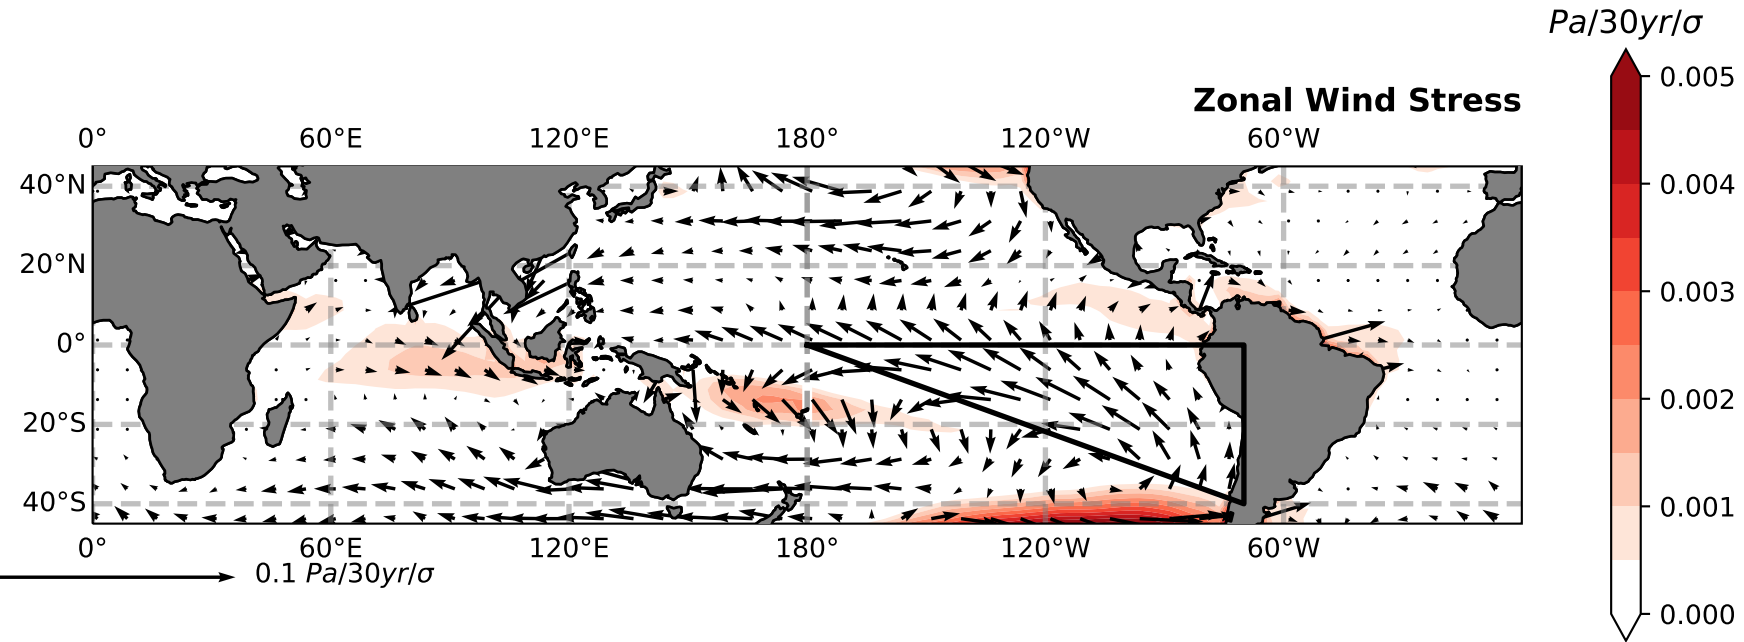 Pa/30yr/σ
Zonal Wind Stress
0° 60°E 120°E 180° 120°W 60°W
40°N
20°N
0°
20°S
40°S
0° 60°E 120°E 180° 120°W 60°W
0.1 Pa/30yr/σ
0.005
0.004
0.003
0.002
0.001
0.000